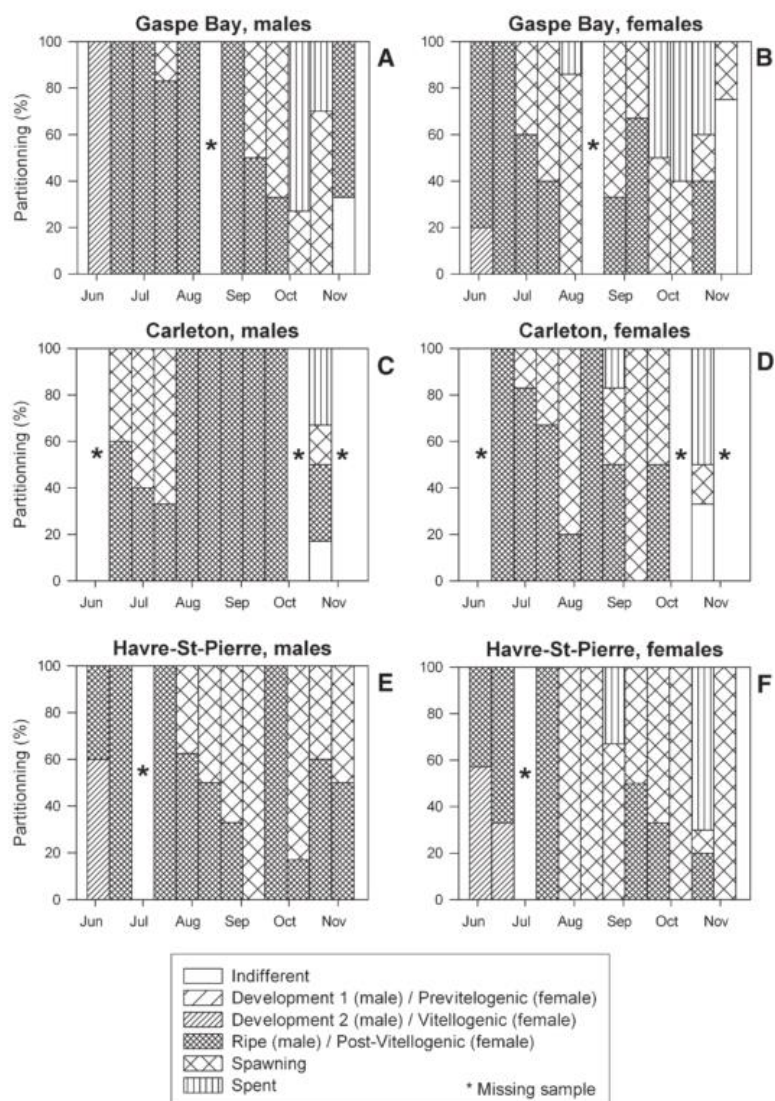 Gaspe Bay, males
A
Partitionning (%)
100
80
60
40
20
0
*
Jun Jul Aug Sep Oct Nov
Gaspe Bay, females
B
Partitionning (%)
100
80
60
40
20
0
*
Jun Jul Aug Sep Oct Nov
Carleton, males
C
Partitionning (%)
100
80
60
40
20
0
* * *
Jun Jul Aug Sep Oct Nov
Carleton, females
D
100
80
60
40
20
0
* * *
Jun Jul Aug Sep Oct Nov
Havre-St-Pierre, males
E
Partitionning (%)
100
80
60
40
20
0
*
Jun Jul Aug Sep Oct Nov
Havre-St-Pierre, females
F
100
80
60
40
20
0
*
Jun Jul Aug Sep Oct Nov
Indifferent
Development 1 (male) / Previtelogenic (female)
Development 2 (male) / Vitellogenic (female)
Ripe (male) / Post-Vitellogenic (female)
Spawning
Spent
* Missing sample